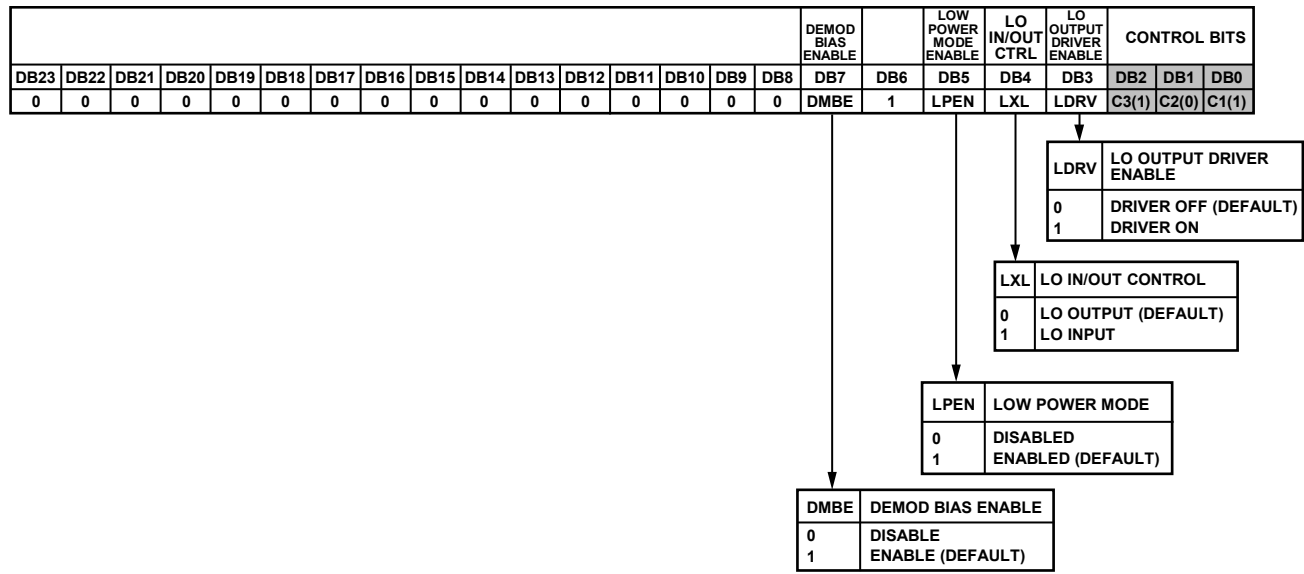 DEMOD
BIAS
ENABLE
LOW
POWER
MODE
ENABLE
LO
IN/OUT
CTRL
LO
OUTPUT
DRIVER
ENABLE
CONTROL BITS
DB23 DB22 DB21 DB20 DB19 DB18 DB17 DB16 DB15 DB14 DB13 DB12 DB11 DB10 DB9 DB8 DB7 DB6 DB5 DB4 DB3 DB2 DB1 DB0
0 0 0 0 0 0 0 0 0 0 0 0 0 0 0 0 DMBE 1 LPEN LXL LDRV C3(1) C2(0) C1(1)
LDRV LO OUTPUT DRIVER
ENABLE
0 DRIVER OFF (DEFAULT)
1 DRIVER ON
LXL LO IN/OUT CONTROL
0 LO OUTPUT (DEFAULT)
1 LO INPUT
LPEN LOW POWER MODE
0 DISABLED
1 ENABLED (DEFAULT)
DMBE DEMOD BIAS ENABLE
0 DISABLE
1 ENABLE (DEFAULT)